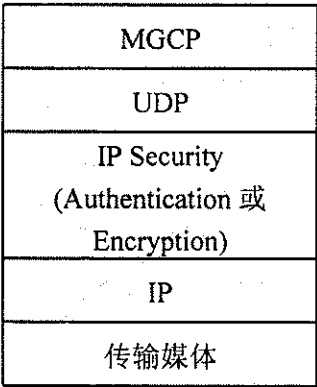 MGCP
UDP
IP Security
(Authentication 或
Encryption)
IP
传输媒体